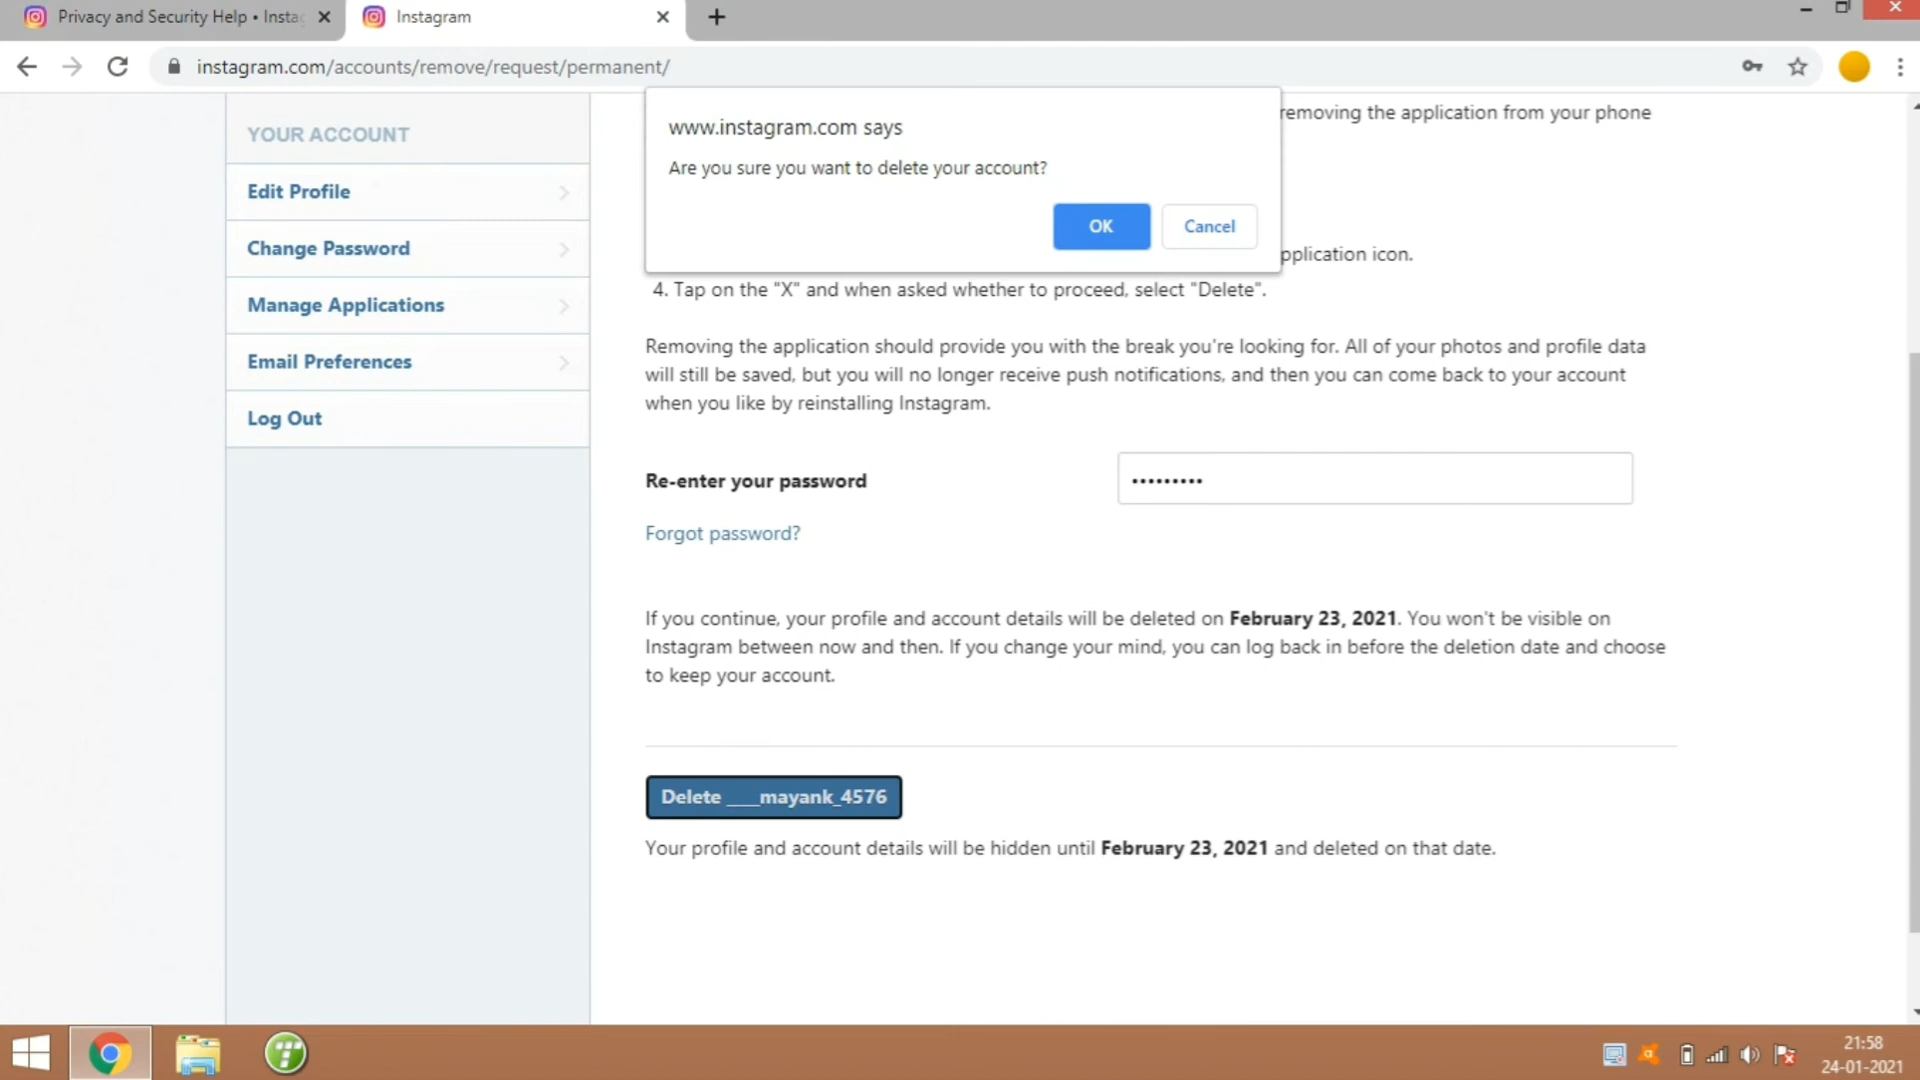 Privacy and Security Help • Insta
Instagram
instagram.com/accounts/remove/request/permanent/
www.instagram.com says
Are you sure you want to delete your account?
OK
Cancel
YOUR ACCOUNT
Edit Profile
Change Password
Manage Applications
Email Preferences
Log Out
removing the application from your phone
pplication icon.
4. Tap on the "X" and when asked whether to proceed, select "Delete".
Removing the application should provide you with the break you're looking for. All of your photos and profile data
will still be saved, but you will no longer receive push notifications, and then you can come back to your account
when you like by reinstalling Instagram.
Re-enter your password
Forgot password?
If you continue, your profile and account details will be deleted on February 23, 2021. You won't be visible on
Instagram between now and then. If you change your mind, you can log back in before the deletion date and choose
to keep your account.
Delete ____mayank_4576
Your profile and account details will be hidden until February 23, 2021 and deleted on that date.
21:58
24-01-2021